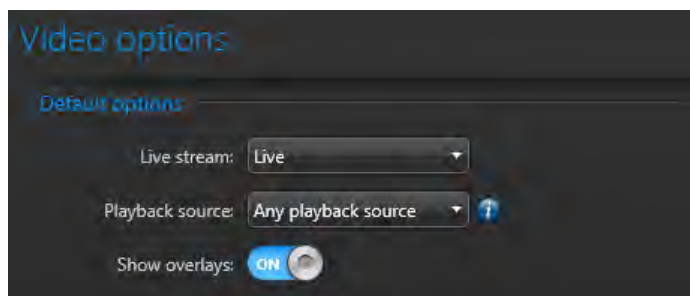 Video options
Default options
Live stream: Live
Playback source: Any playback source
Show overlays: ON